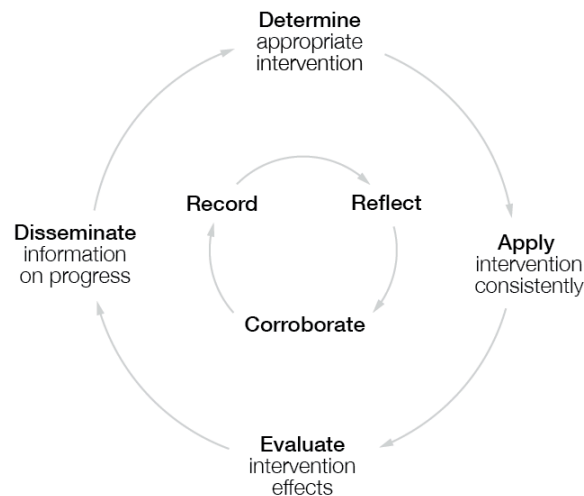 Determine
appropriate
intervention
Record
Reflect
Disseminate
information
on progress
Apply
intervention
consistently
Corroborate
Evaluate
intervention
effects